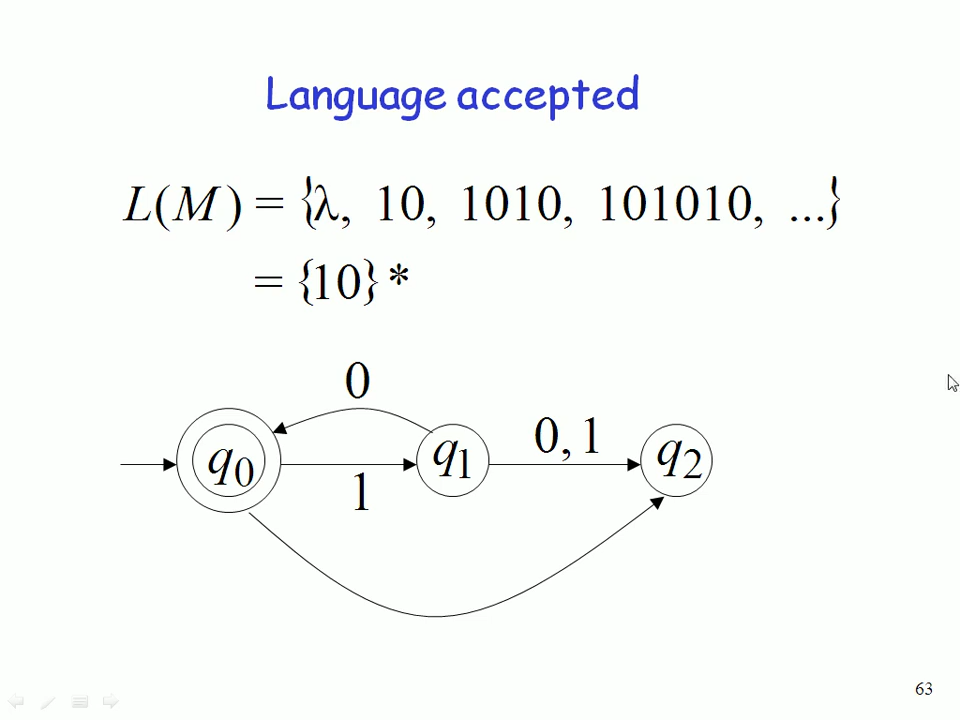 Language accepted
L(M) = {λ, 10, 1010, 101010, ...}
= {10}*
0
0, 1
q0
q1
q2
1
63